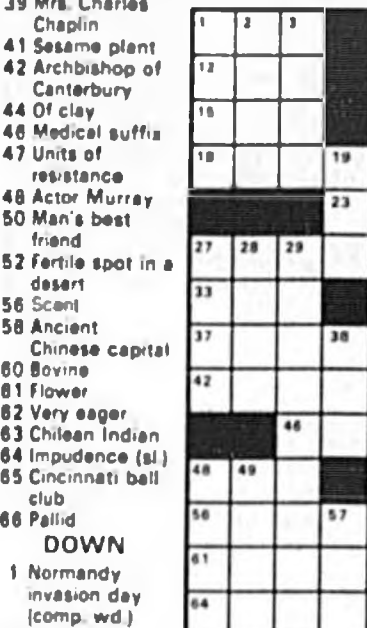 39 Mrs. Charles
Chaplin
41 Sesame plant
42 Archbishop of
Canterbury
44 Of clay
46 Medical suffix
47 Units of
resistance
48 Actor Murray
50 Man's best
friend
52 Fertile spot in a
desert
56 Scent
58 Ancient
Chinese capital
60 Bovine
61 Flower
62 Very eager
63 Chilean Indian
64 Impudence (sl.)
65 Cincinnati ball
club
66 Pallid
DOWN
1 Normandy
invasion day
(comp. wd.)
1 2 3
12
15
18 19
23
27 28 29
33
37 38
42
46
48 49
56 57
61
64